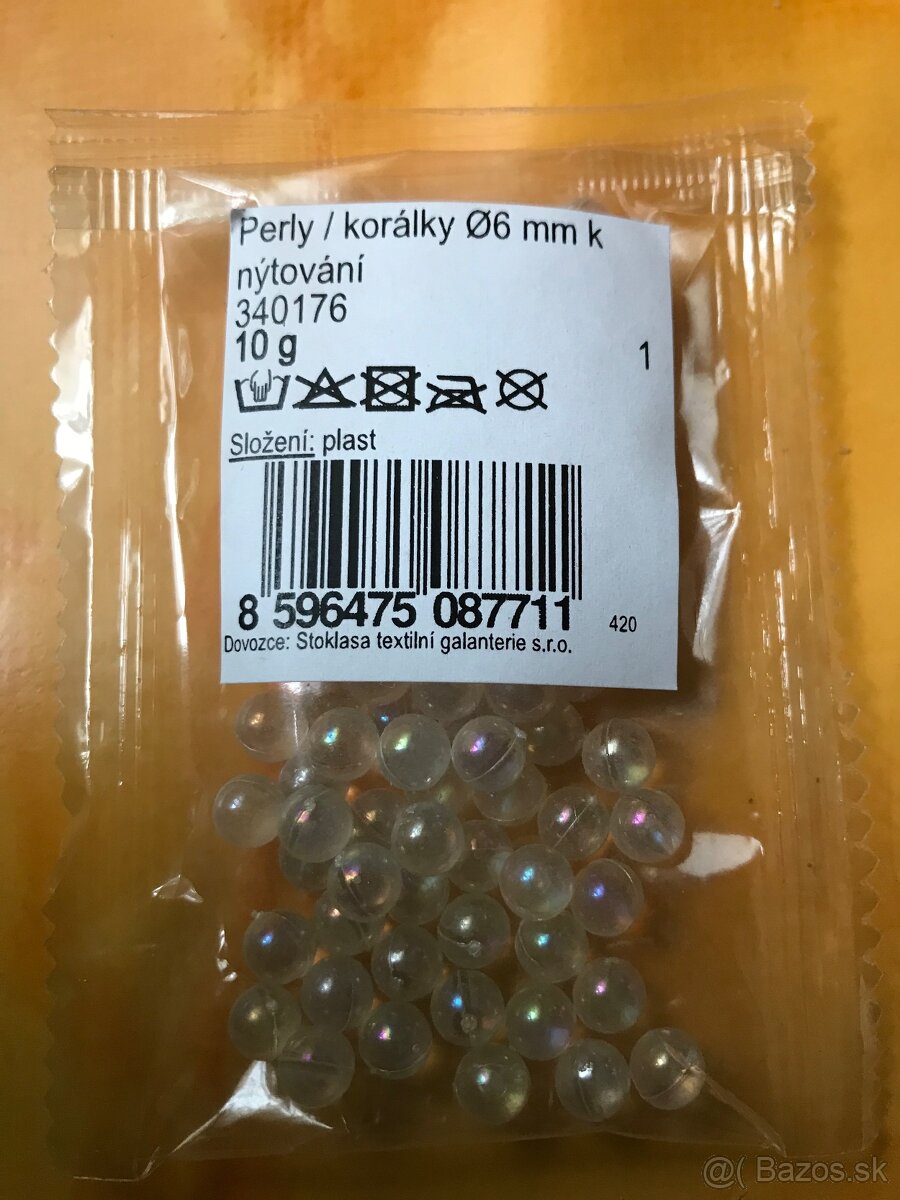 Perly / korálky Ø6 mm k
nýtování
340176
10 g
1
Složení: plast
8 596475 087711
420
Dovozce: Stoklasa textilní galanterie s.r.o.
@( Bazos.sk